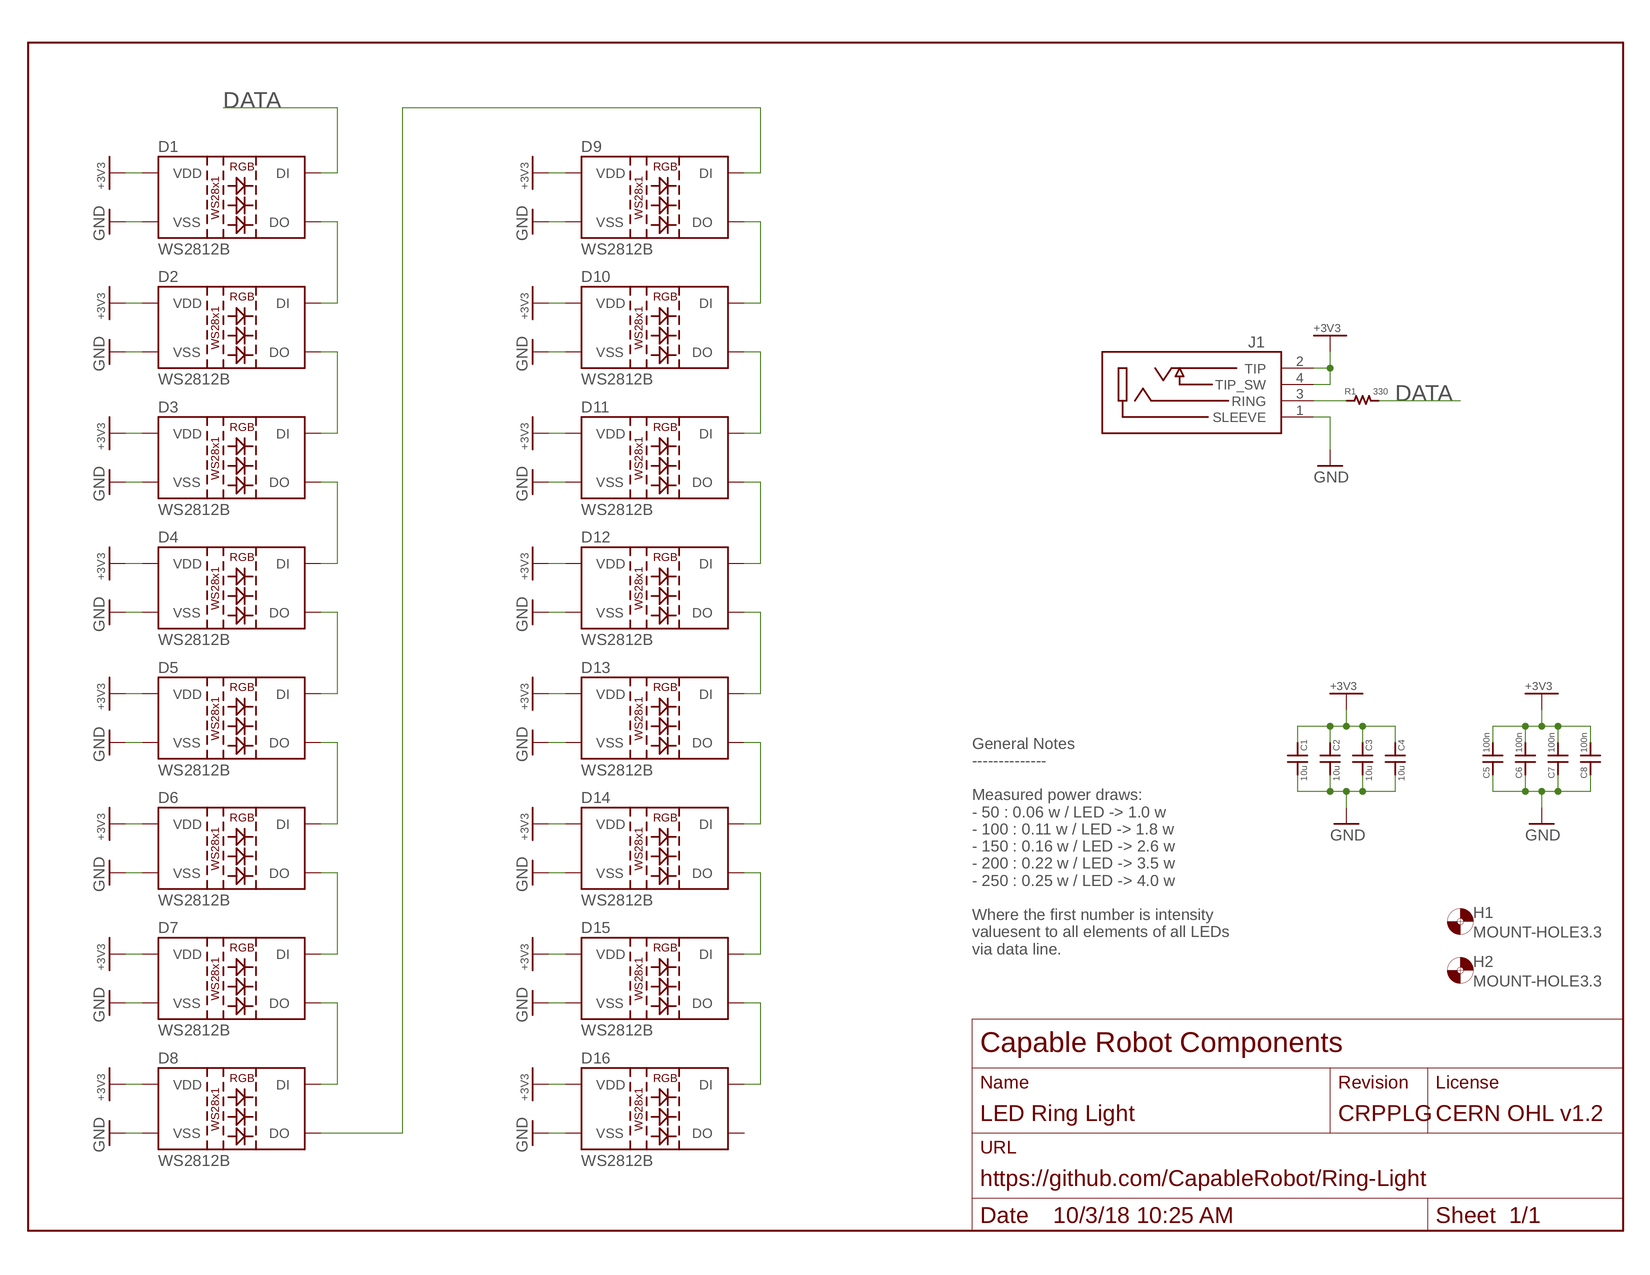 DATA
D1
+3V3
VDD
WS28x1
RGB
DI
GND
VSS
DO
WS2812B
D2
+3V3
VDD
WS28x1
RGB
DI
GND
VSS
DO
WS2812B
D3
+3V3
VDD
WS28x1
RGB
DI
GND
VSS
DO
WS2812B
D4
+3V3
VDD
WS28x1
RGB
DI
GND
VSS
DO
WS2812B
D5
+3V3
VDD
WS28x1
RGB
DI
GND
VSS
DO
WS2812B
D6
+3V3
VDD
WS28x1
RGB
DI
GND
VSS
DO
WS2812B
D7
+3V3
VDD
WS28x1
RGB
DI
GND
VSS
DO
WS2812B
D8
+3V3
VDD
WS28x1
RGB
DI
GND
VSS
DO
WS2812B
D9
+3V3
VDD
WS28x1
RGB
DI
GND
VSS
DO
WS2812B
D10
+3V3
VDD
WS28x1
RGB
DI
GND
VSS
DO
WS2812B
D11
+3V3
VDD
WS28x1
RGB
DI
GND
VSS
DO
WS2812B
D12
+3V3
VDD
WS28x1
RGB
DI
GND
VSS
DO
WS2812B
D13
+3V3
VDD
WS28x1
RGB
DI
GND
VSS
DO
WS2812B
D14
+3V3
VDD
WS28x1
RGB
DI
GND
VSS
DO
WS2812B
D15
+3V3
VDD
WS28x1
RGB
DI
GND
VSS
DO
WS2812B
D16
+3V3
VDD
WS28x1
RGB
DI
GND
VSS
DO
WS2812B
+3V3
J1
TIP 2
TIP_SW 4
RING 3
SLEEVE 1
R1 330 DATA
GND
+3V3
C1 10u
C2 10u
C3 10u
C4 10u
GND
+3V3
C5 100n
C6 100n
C7 100n
C8 100n
GND
General Notes
--------------
Measured power draws:
- 50 : 0.06 w / LED -> 1.0 w
- 100 : 0.11 w / LED -> 1.8 w
- 150 : 0.16 w / LED -> 2.6 w
- 200 : 0.22 w / LED -> 3.5 w
- 250 : 0.25 w / LED -> 4.0 w
Where the first number is intensity
valuesent to all elements of all LEDs
via data line.
H1
MOUNT-HOLE3.3
H2
MOUNT-HOLE3.3
Capable Robot Components
Name Revision License
LED Ring Light CRPPLG CERN OHL v1.2
URL
https://github.com/CapableRobot/Ring-Light
Date 10/3/18 10:25 AM Sheet 1/1